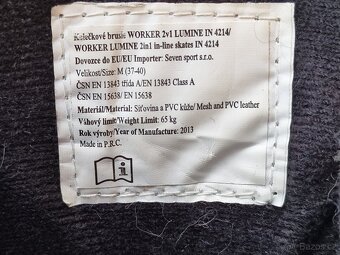 Kolečkové brusle WORKER 2v1 LUMINE IN 4214/
WORKER LUMINE 2in1 in-line skates IN 4214
Dovozce do EU/EU Importer: Seven sport s.r.o.
Velikost/Size: M (37-40)
ČSN EN 13843 třída A/EN 13843 Class A
ČSN EN 15638/ EN 15638
Materiál/Material: Síťovina a PVC kůže/ Mesh and PVC leather
Váhový limit/Weight Limit: 65 kg
Rok výroby/Year of Manufacture: 2013
Made in P.R.C.